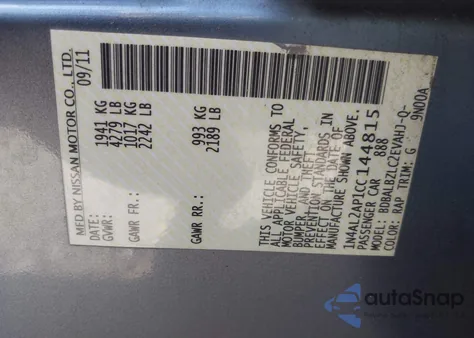 MFD BY NISSAN MOTOR CO., LTD.
09/11
GVWR: 1941 KG
4279 LB
GAWR FR: 1017 KG
2242 LB
GAWR RR: 993 KG
2189 LB
THIS VEHICLE CONFORMS TO
ALL APPLICABLE FEDERAL
MOTOR VEHICLE SAFETY,
BUMPER, AND THEFT
PREVENTION STANDARDS IN
EFFECT ON THE DATE OF
MANUFACTURE SHOWN ABOVE.
1N4AL2AP1CC144815
PASSENGER CAR 888
MODEL: BDBALBZLC2EVAHJ-Q-
COLOR: RAP TRIM: G 9N00A
autoSnap